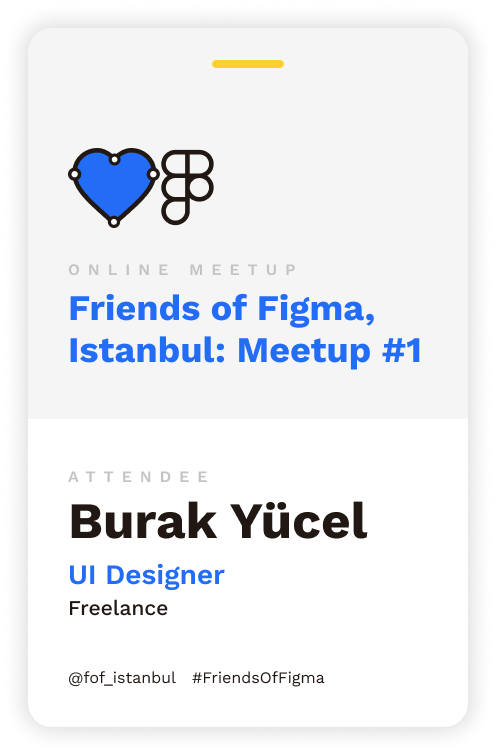 ONLINE MEETUP
Friends of Figma,
Istanbul: Meetup #1
ATTENDEE
Burak Yücel
UI Designer
Freelance
@fof_istanbul #FriendsOfFigma